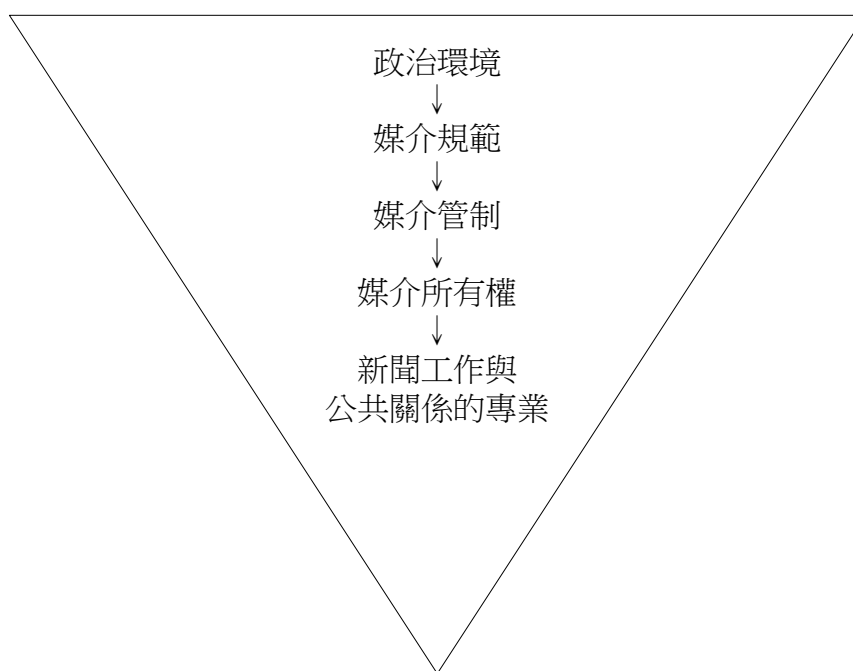 政治環境
媒介規範
媒介管制
媒介所有權
新聞工作與
公共關係的專業